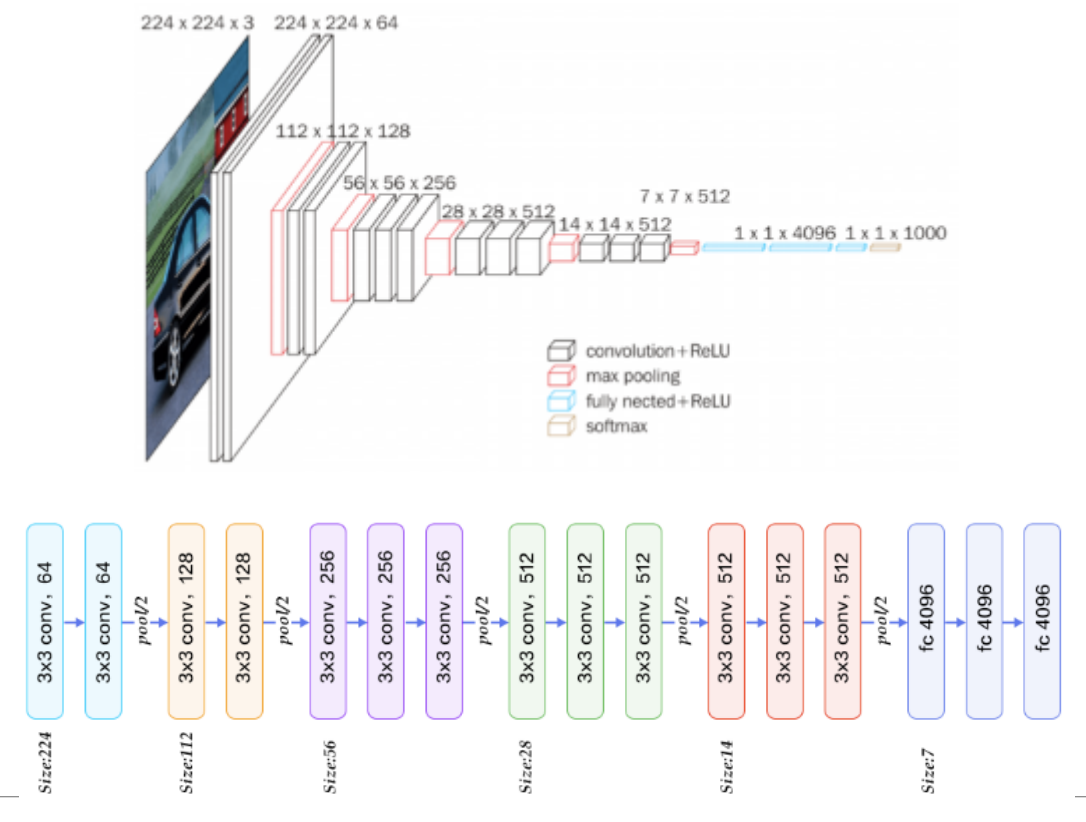 224 x 224 x 3 224 x 224 x 64
112 x 112 x 128
56 x 56 x 256
28 x 28 x 512
14 x 14 x 512
7 x 7 x 512
1 x 1 x 4096 1 x 1 x 1000
convolution+ReLU
max pooling
fully nected+ReLU
softmax
3x3 conv, 64
3x3 conv, 64
pool/2
3x3 conv, 128
3x3 conv, 128
pool/2
3x3 conv, 256
3x3 conv, 256
3x3 conv, 256
pool/2
3x3 conv, 512
3x3 conv, 512
3x3 conv, 512
pool/2
3x3 conv, 512
3x3 conv, 512
3x3 conv, 512
pool/2
fc 4096
fc 4096
fc 4096
Size:224
Size:112
Size:56
Size:28
Size:14
Size:7